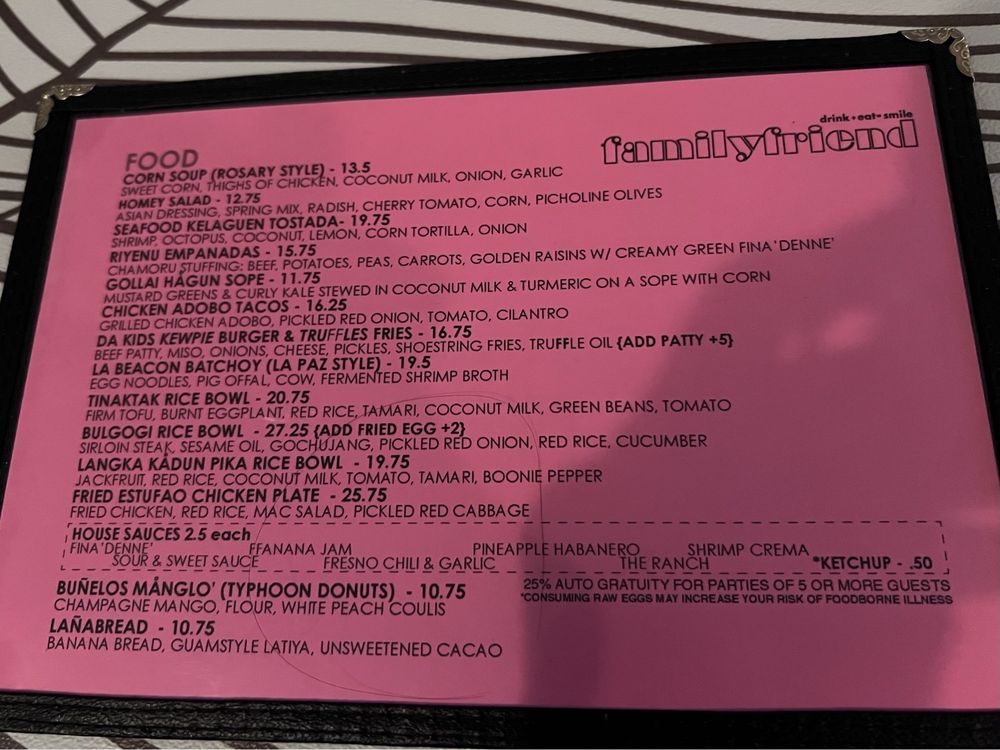 drink+eat=smile
familyfriend
FOOD
CORN SOUP (ROSARY STYLE) - 13.5
SWEET CORN, THIGHS OF CHICKEN, COCONUT MILK, ONION, GARLIC
HOMEY SALAD - 12.75
ASIAN DRESSING, SPRING MIX, RADISH, CHERRY TOMATO, CORN, PICHOLINE OLIVES
SEAFOOD KELAGUEN TOSTADA- 19.75
SHRIMP, OCTOPUS, COCONUT, LEMON, CORN TORTILLA, ONION
RIYENU EMPANADAS - 15.75
CHAMORU STUFFING: BEEF, POTATOES, PEAS, CARROTS, GOLDEN RAISINS W/ CREAMY GREEN FINA'DENNE'
GOLLAI HÅGUN SOPE - 11.75
MUSTARD GREENS & CURLY KALE STEWED IN COCONUT MILK & TURMERIC ON A SOPE WITH CORN
CHICKEN ADOBO TACOS - 16.25
GRILLED CHICKEN ADOBO, PICKLED RED ONION, TOMATO, CILANTRO
DA KIDS KEWPIE BURGER & TRUFFLES FRIES - 16.75
BEEF PATTY, MISO, ONIONS, CHEESE, PICKLES, SHOESTRING FRIES, TRUFFLE OIL {ADD PATTY +5}
LA BEACON BATCHOY (LA PAZ STYLE) - 19.5
EGG NOODLES, PIG OFFAL, COW, FERMENTED SHRIMP BROTH
TINAKTAK RICE BOWL - 20.75
FIRM TOFU, BURNT EGGPLANT, RED RICE, TAMARI, COCONUT MILK, GREEN BEANS, TOMATO
BULGOGI RICE BOWL - 27.25 {ADD FRIED EGG +2}
SIRLOIN STEAK, SESAME OIL, GOCHUJANG, PICKLED RED ONION, RED RICE, CUCUMBER
LANGKA KÅDUN PIKA RICE BOWL - 19.75
JACKFRUIT, RED RICE, COCONUT MILK, TOMATO, TAMARI, BOONIE PEPPER
FRIED ESTUFAO CHICKEN PLATE - 25.75
FRIED CHICKEN, RED RICE, MAC SALAD, PICKLED RED CABBAGE
HOUSE SAUCES 2.5 each
FINA'DENNE' FFANANA JAM PINEAPPLE HABANERO SHRIMP CREMA
SOUR & SWEET SAUCE FRESNO CHILI & GARLIC THE RANCH *KETCHUP - .50
BUÑELOS MÅNGLO' (TYPHOON DONUTS) - 10.75
CHAMPAGNE MANGO, FLOUR, WHITE PEACH COULIS
25% AUTO GRATUITY FOR PARTIES OF 5 OR MORE GUESTS
*CONSUMING RAW EGGS MAY INCREASE YOUR RISK OF FOODBORNE ILLNESS
LAÑABREAD - 10.75
BANANA BREAD, GUAMSTYLE LATIYA, UNSWEETENED CACAO